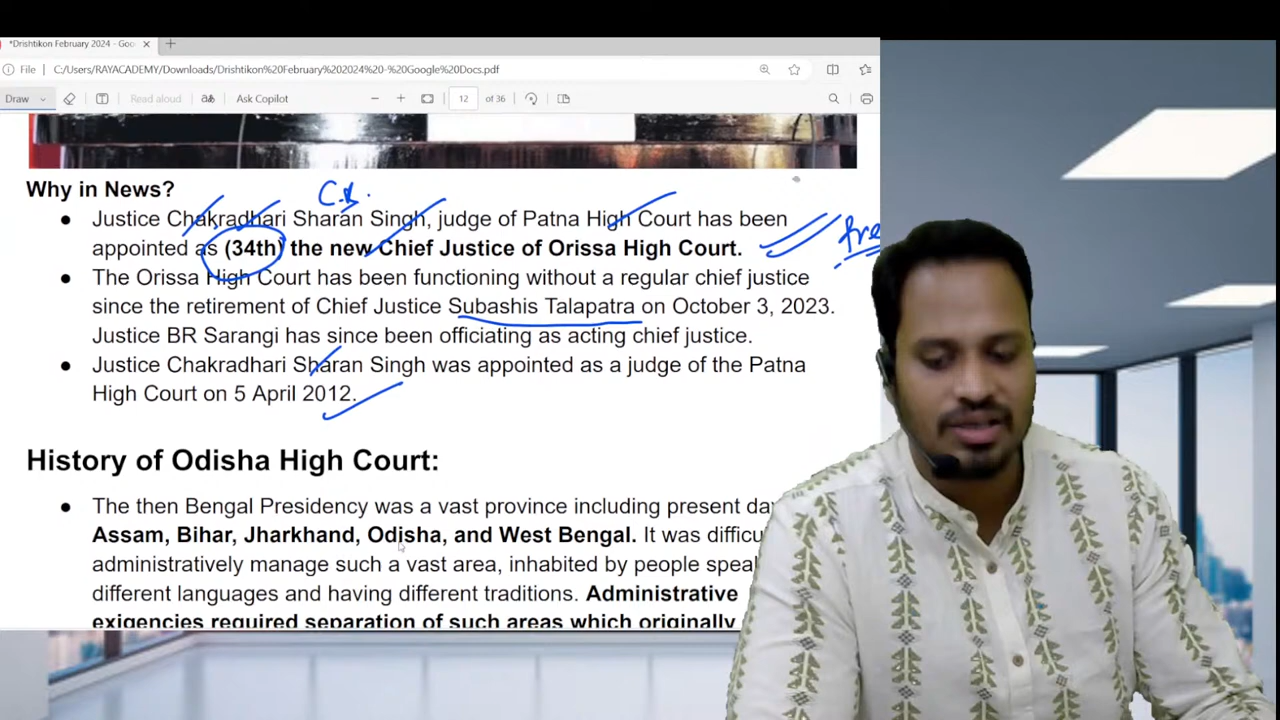 *Drishtikon February 2024 - Goo
File C:/Users/RAYACADEMY/Downloads/Drishtikon%20February%202024%20-%20Google%20Docs.pdf
Draw Read aloud Ask Copilot 12 of 36
Why in News?
C.S.
● Justice Chakradhari Sharan Singh, judge of Patna High Court has been
appointed as (34th) the new Chief Justice of Orissa High Court.
● The Orissa High Court has been functioning without a regular chief justice
since the retirement of Chief Justice Subashis Talapatra on October 3, 2023.
Justice BR Sarangi has since been officiating as acting chief justice.
● Justice Chakradhari Sharan Singh was appointed as a judge of the Patna
High Court on 5 April 2012.
History of Odisha High Court:
● The then Bengal Presidency was a vast province including present da
Assam, Bihar, Jharkhand, Odisha, and West Bengal. It was difficu
administratively manage such a vast area, inhabited by people spea
different languages and having different traditions. Administrative
exigencies required separation of such areas which originally